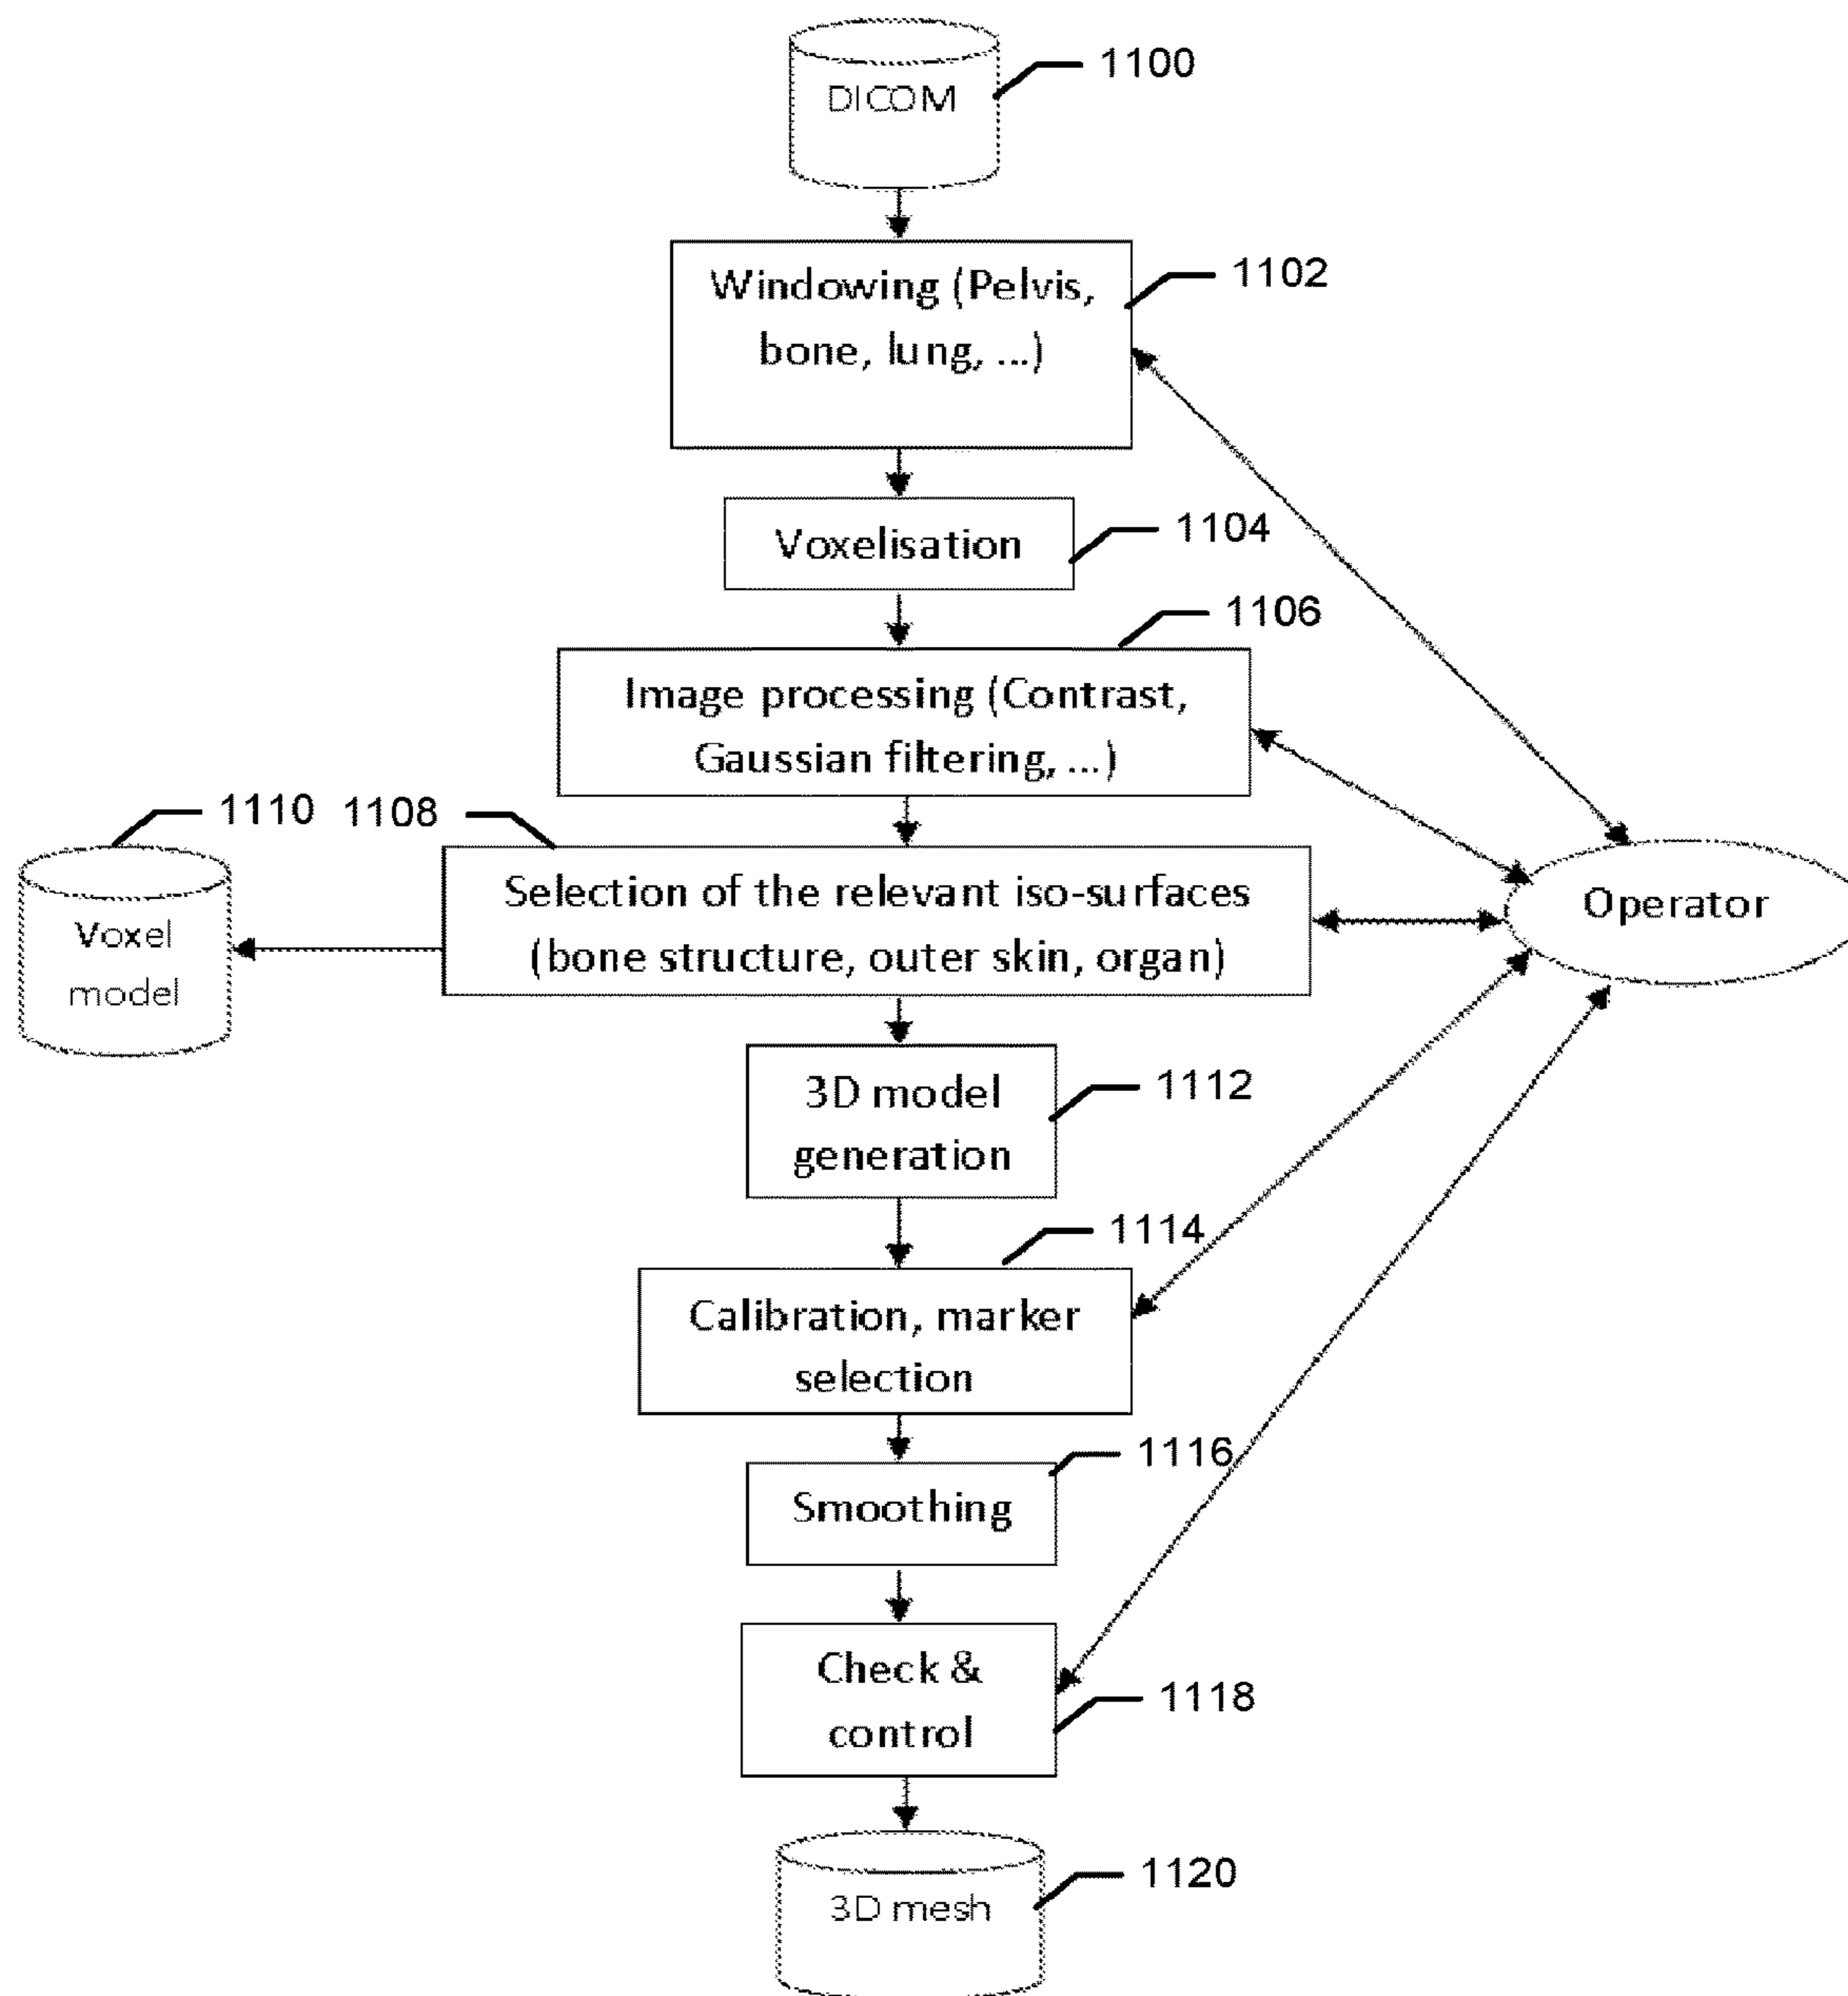 1100
DICOM
1102
Windowing (Pelvis,
bone, lung, ...)
1104
Voxelisation
1106
Image processing (Contrast,
Gaussian filtering, ...)
1110
1108
Voxel
model
Selection of the relevant iso-surfaces
(bone structure, outer skin, organ)
Operator
1112
3D model
generation
1114
Calibration, marker
selection
1116
Smoothing
Check &
control
1118
1120
3D mesh